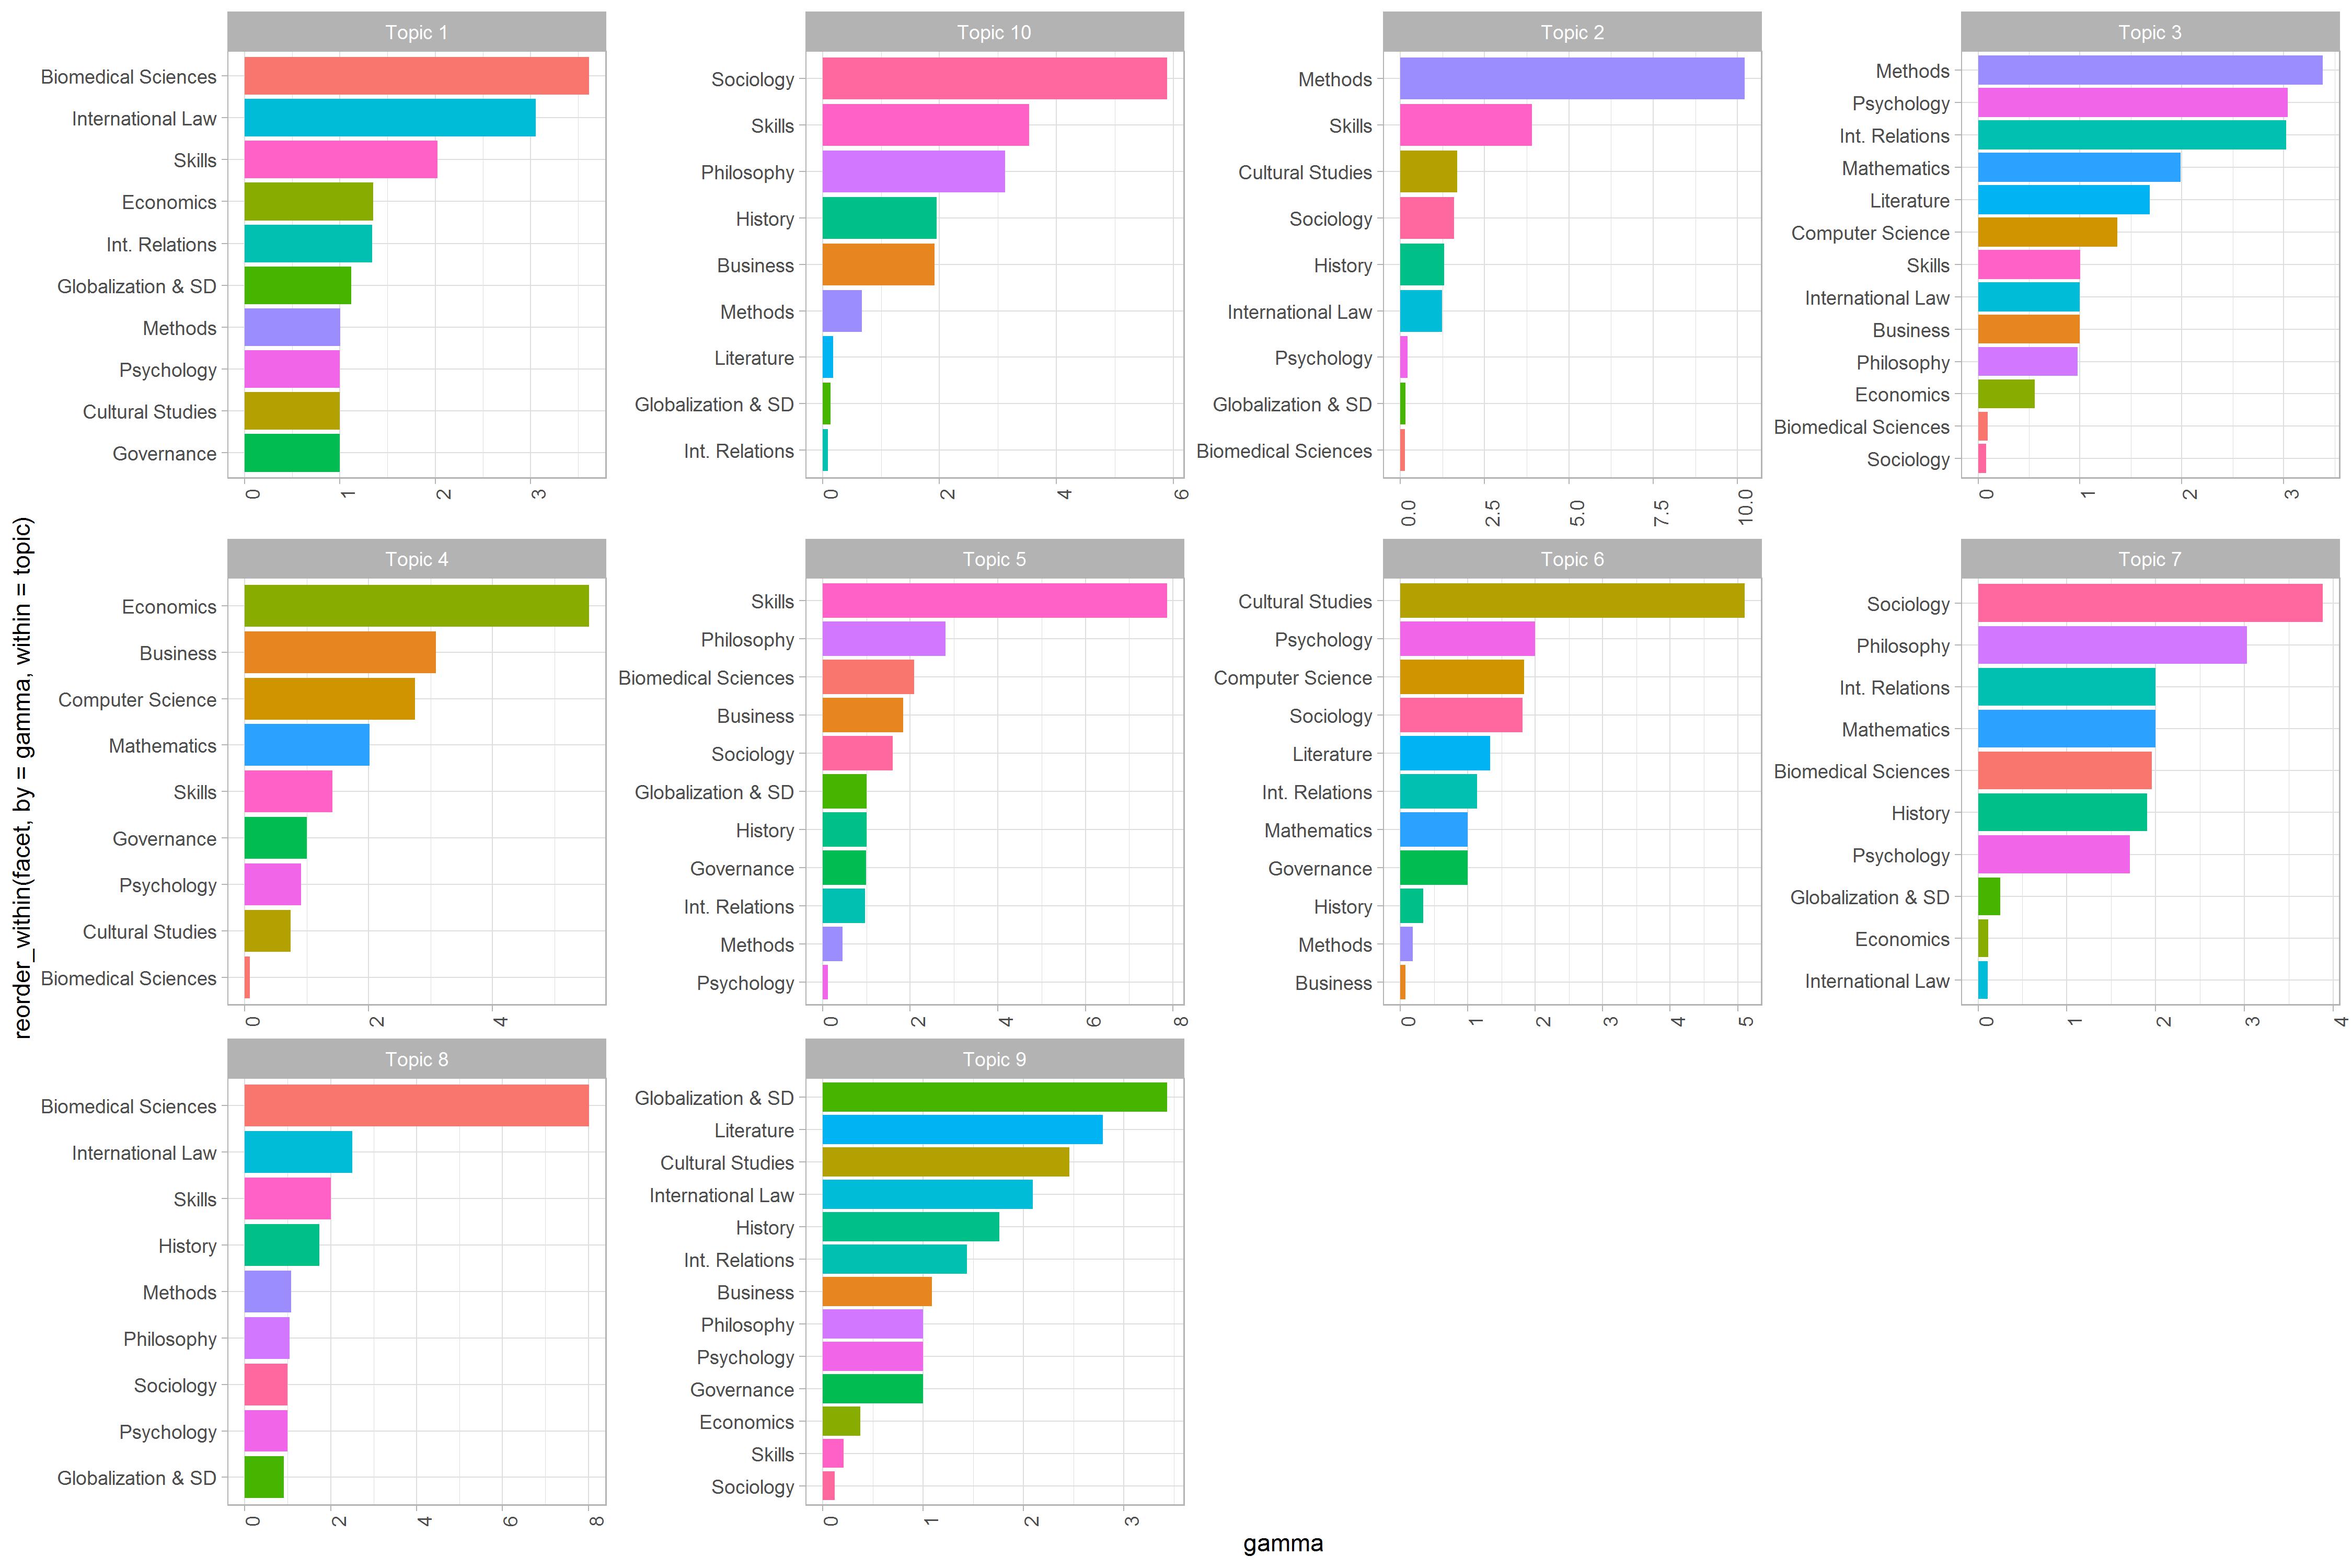 Topic 1
Biomedical Sciences
International Law
Skills
Economics
Int. Relations
Globalization & SD
Methods
Psychology
Cultural Studies
Governance
0 1 2 3
Topic 10
Sociology
Skills
Philosophy
History
Business
Methods
Literature
Globalization & SD
Int. Relations
0 2 4 6
Topic 2
Methods
Skills
Cultural Studies
Sociology
History
International Law
Psychology
Globalization & SD
Biomedical Sciences
0.0 2.5 5.0 7.5 10.0
Topic 3
Methods
Psychology
Int. Relations
Mathematics
Literature
Computer Science
Skills
International Law
Business
Philosophy
Economics
Biomedical Sciences
Sociology
0 1 2 3
reorder_within(facet, by = gamma, within = topic)
Topic 4
Economics
Business
Computer Science
Mathematics
Skills
Governance
Psychology
Cultural Studies
Biomedical Sciences
0 2 4
Topic 5
Skills
Philosophy
Biomedical Sciences
Business
Sociology
Globalization & SD
History
Governance
Int. Relations
Methods
Psychology
0 2 4 6 8
Topic 6
Cultural Studies
Psychology
Computer Science
Sociology
Literature
Int. Relations
Mathematics
Governance
History
Methods
Business
0 1 2 3 4 5
Topic 7
Sociology
Philosophy
Int. Relations
Mathematics
Biomedical Sciences
History
Psychology
Globalization & SD
Economics
International Law
0 1 2 3 4
Topic 8
Biomedical Sciences
International Law
Skills
History
Methods
Philosophy
Sociology
Psychology
Globalization & SD
0 2 4 6 8
Topic 9
Globalization & SD
Literature
Cultural Studies
International Law
History
Int. Relations
Business
Philosophy
Psychology
Governance
Economics
Skills
Sociology
0 1 2 3
gamma